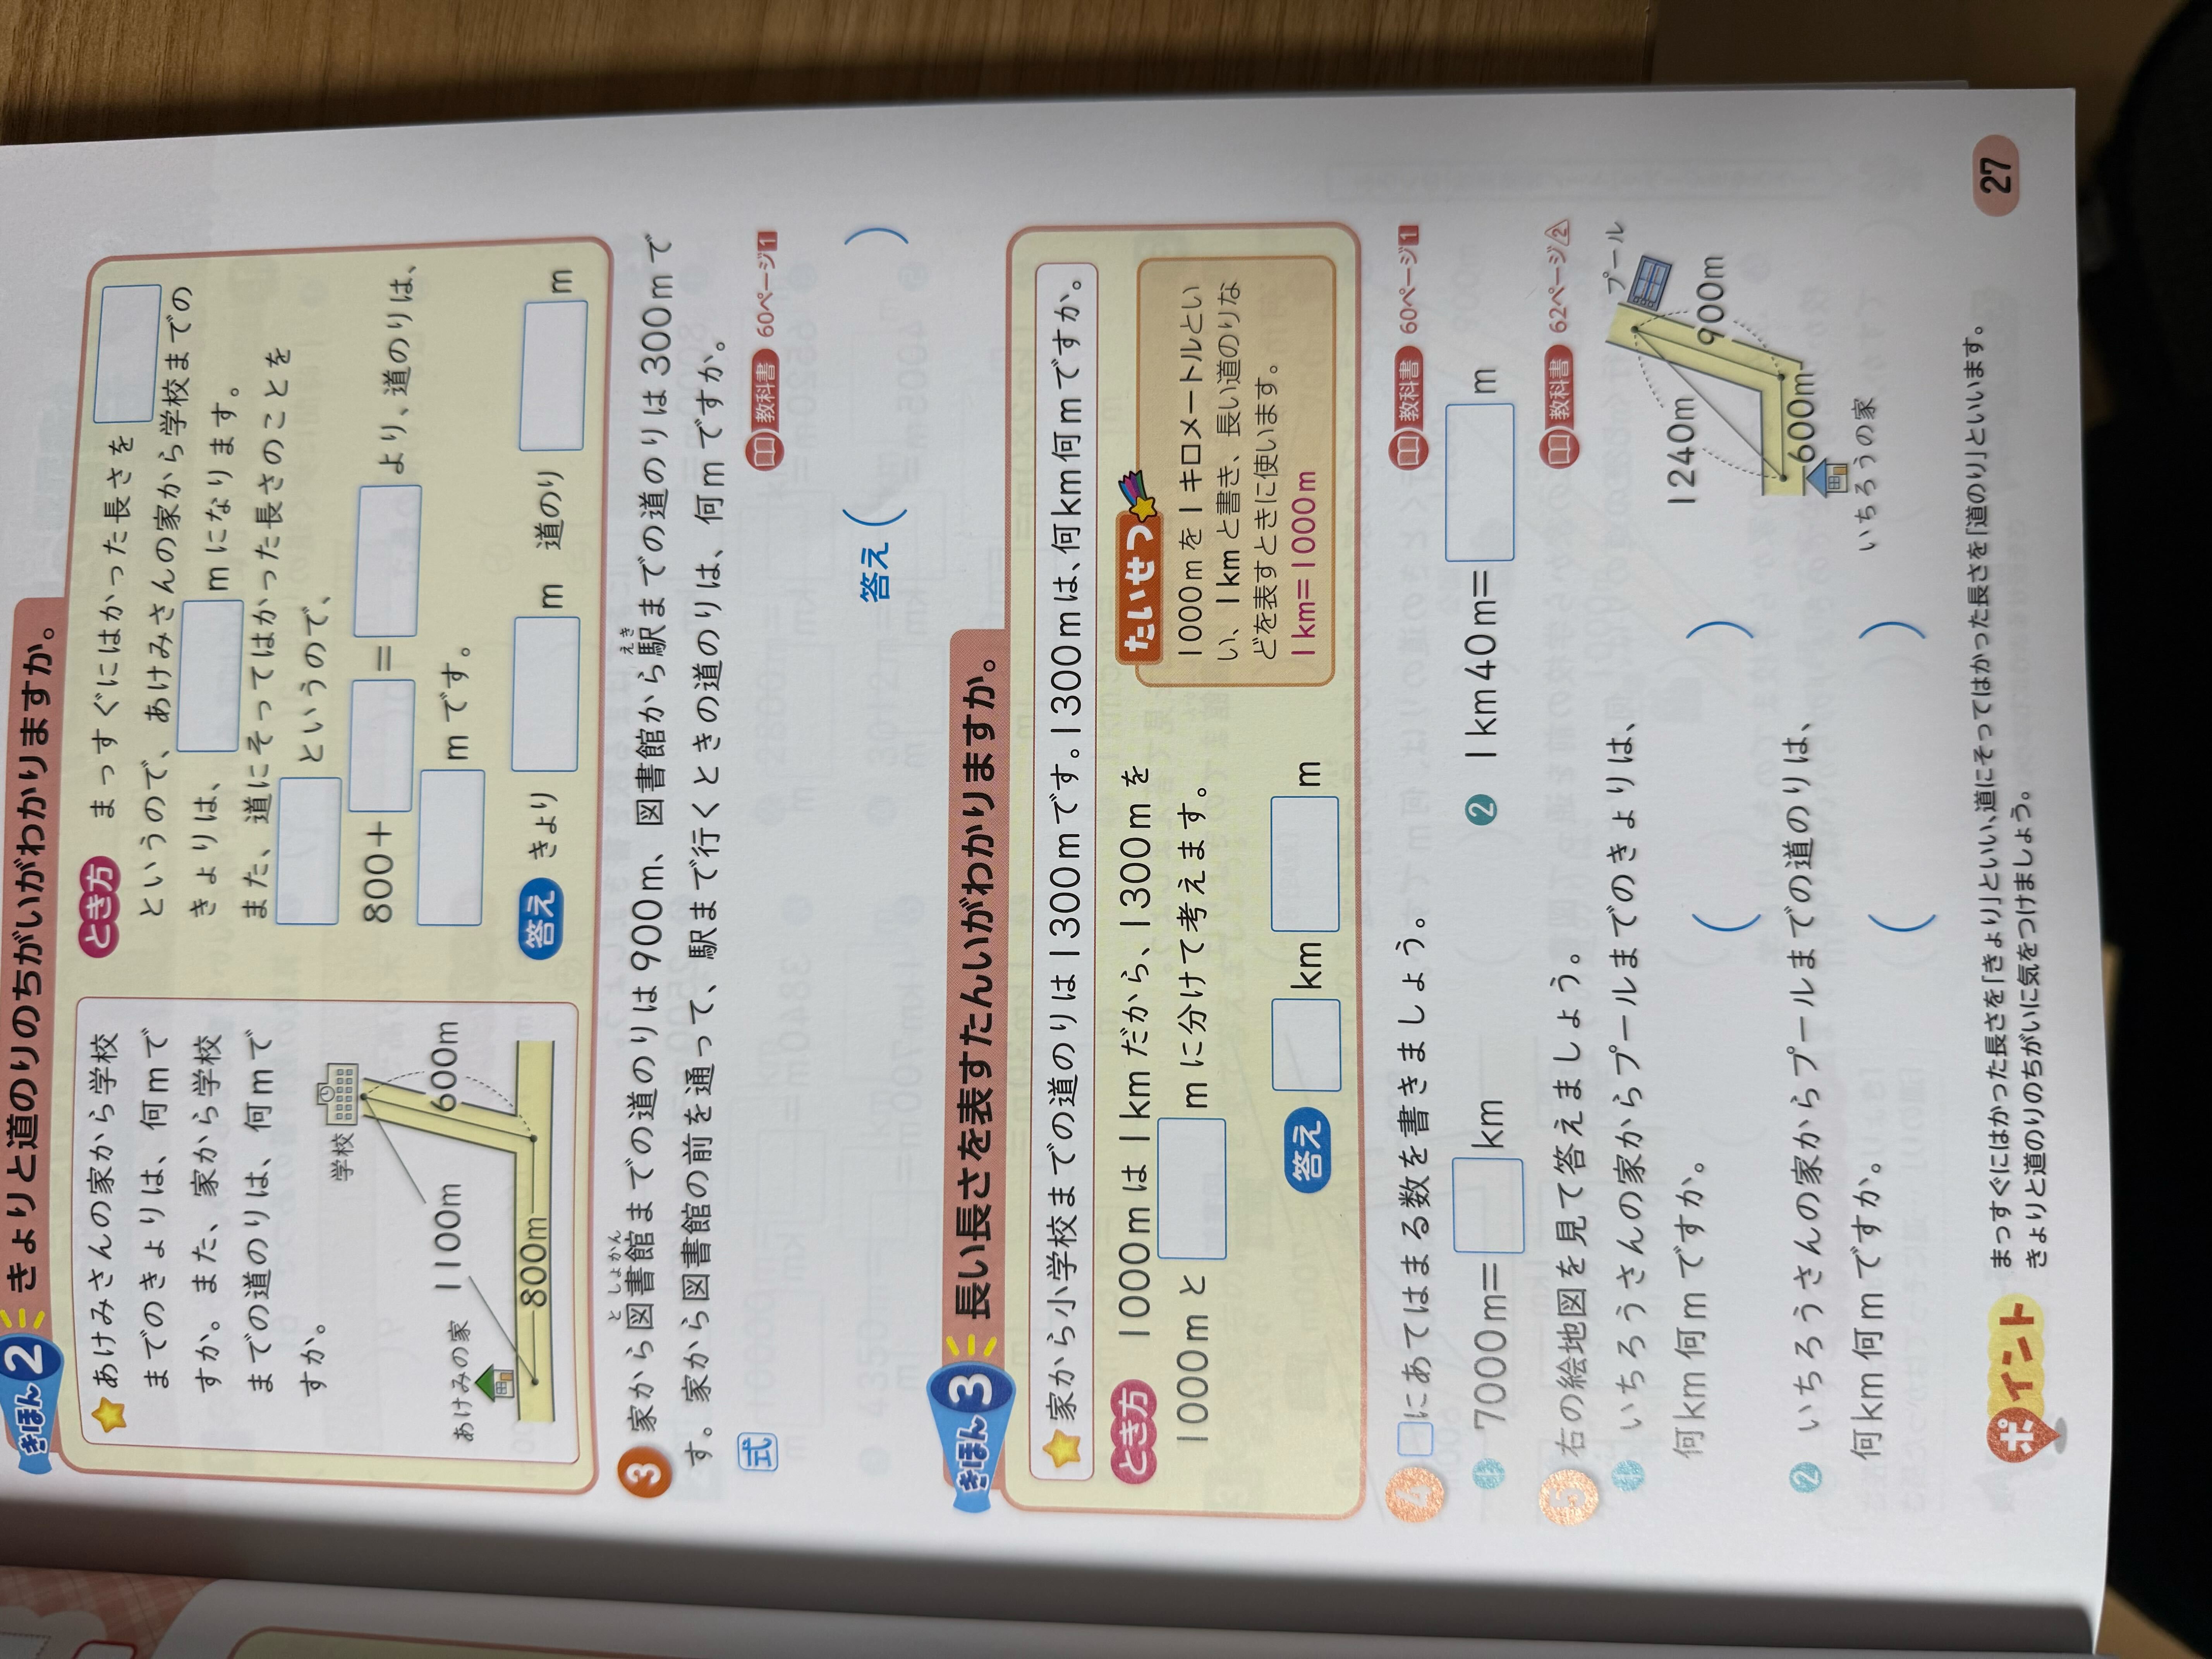 きほん2 きょりと道のりのちがいがわかりますか。
あけみさんの家から学校
までのきょりは、何mで
すか。また、家から学校
までの道のりは、何mで
すか。
学校
600m
1100m
800m
あけみの家
とき方 まっすぐにはかった長さを
というので、あけみさんの家から学校までの
きょりは、 mになります。
また、道にそってはかった長さのことを
というので、
800+ = より、道のりは、
mです。
答え きょり m 道のり m
3 家から図書館までの道のりは900m、図書館から駅までの道のりは300mで
としょかん えき
す。家から図書館の前を通って、駅まで行くときの道のりは、何mですか。
教科書 60ページ1
式
答え( )
きほん3 長い長さを表すたんいがわかりますか。
家から小学校までの道のりは1300mです。1300mは、何km何mですか。
とき方 1000mは1kmだから、1300mを
1000mと mに分けて考えます。
答え km m
たいせつ
1000mを1キロメートルとい
い、1kmと書き、長い道のりな
どを表すときに使います。
1km=1000m
4 □にあてはまる数を書きましょう。
教科書 60ページ1
1 7000m= km
2 1km40m= m
5 右の絵地図を見て答えましょう。
教科書 62ページ2
1 いちろうさんの家からプールまでのきょりは、
何km何mですか。
( )
2 いちろうさんの家からプールまでの道のりは、
何km何mですか。
( )
プール
900m
1240m
600m
いちろうの家
ポイント まっすぐにはかった長さを「きょり」といい、道にそってはかった長さを「道のり」といいます。
きょりと道のりのちがいに気をつけましょう。
27